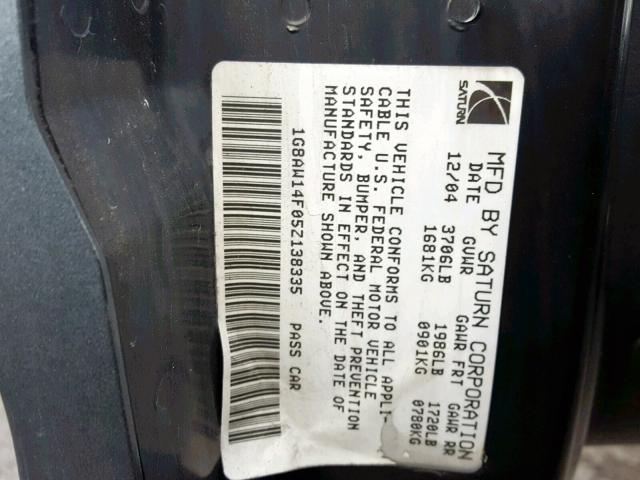 SATURN.
MFD BY SATURN CORPORATION
DATE GVWR GAWR FRT GAWR RR
12/04 3706LB 1986LB 1720LB
1681KG 0901KG 0780KG
THIS VEHICLE CONFORMS TO ALL APPLI-
CABLE U.S. FEDERAL MOTOR VEHICLE
SAFETY, BUMPER, AND THEFT PREVENTION
STANDARDS IN EFFECT ON THE DATE OF
MANUFACTURE SHOWN ABOVE.
1G8AW14F05Z138335 PASS CAR